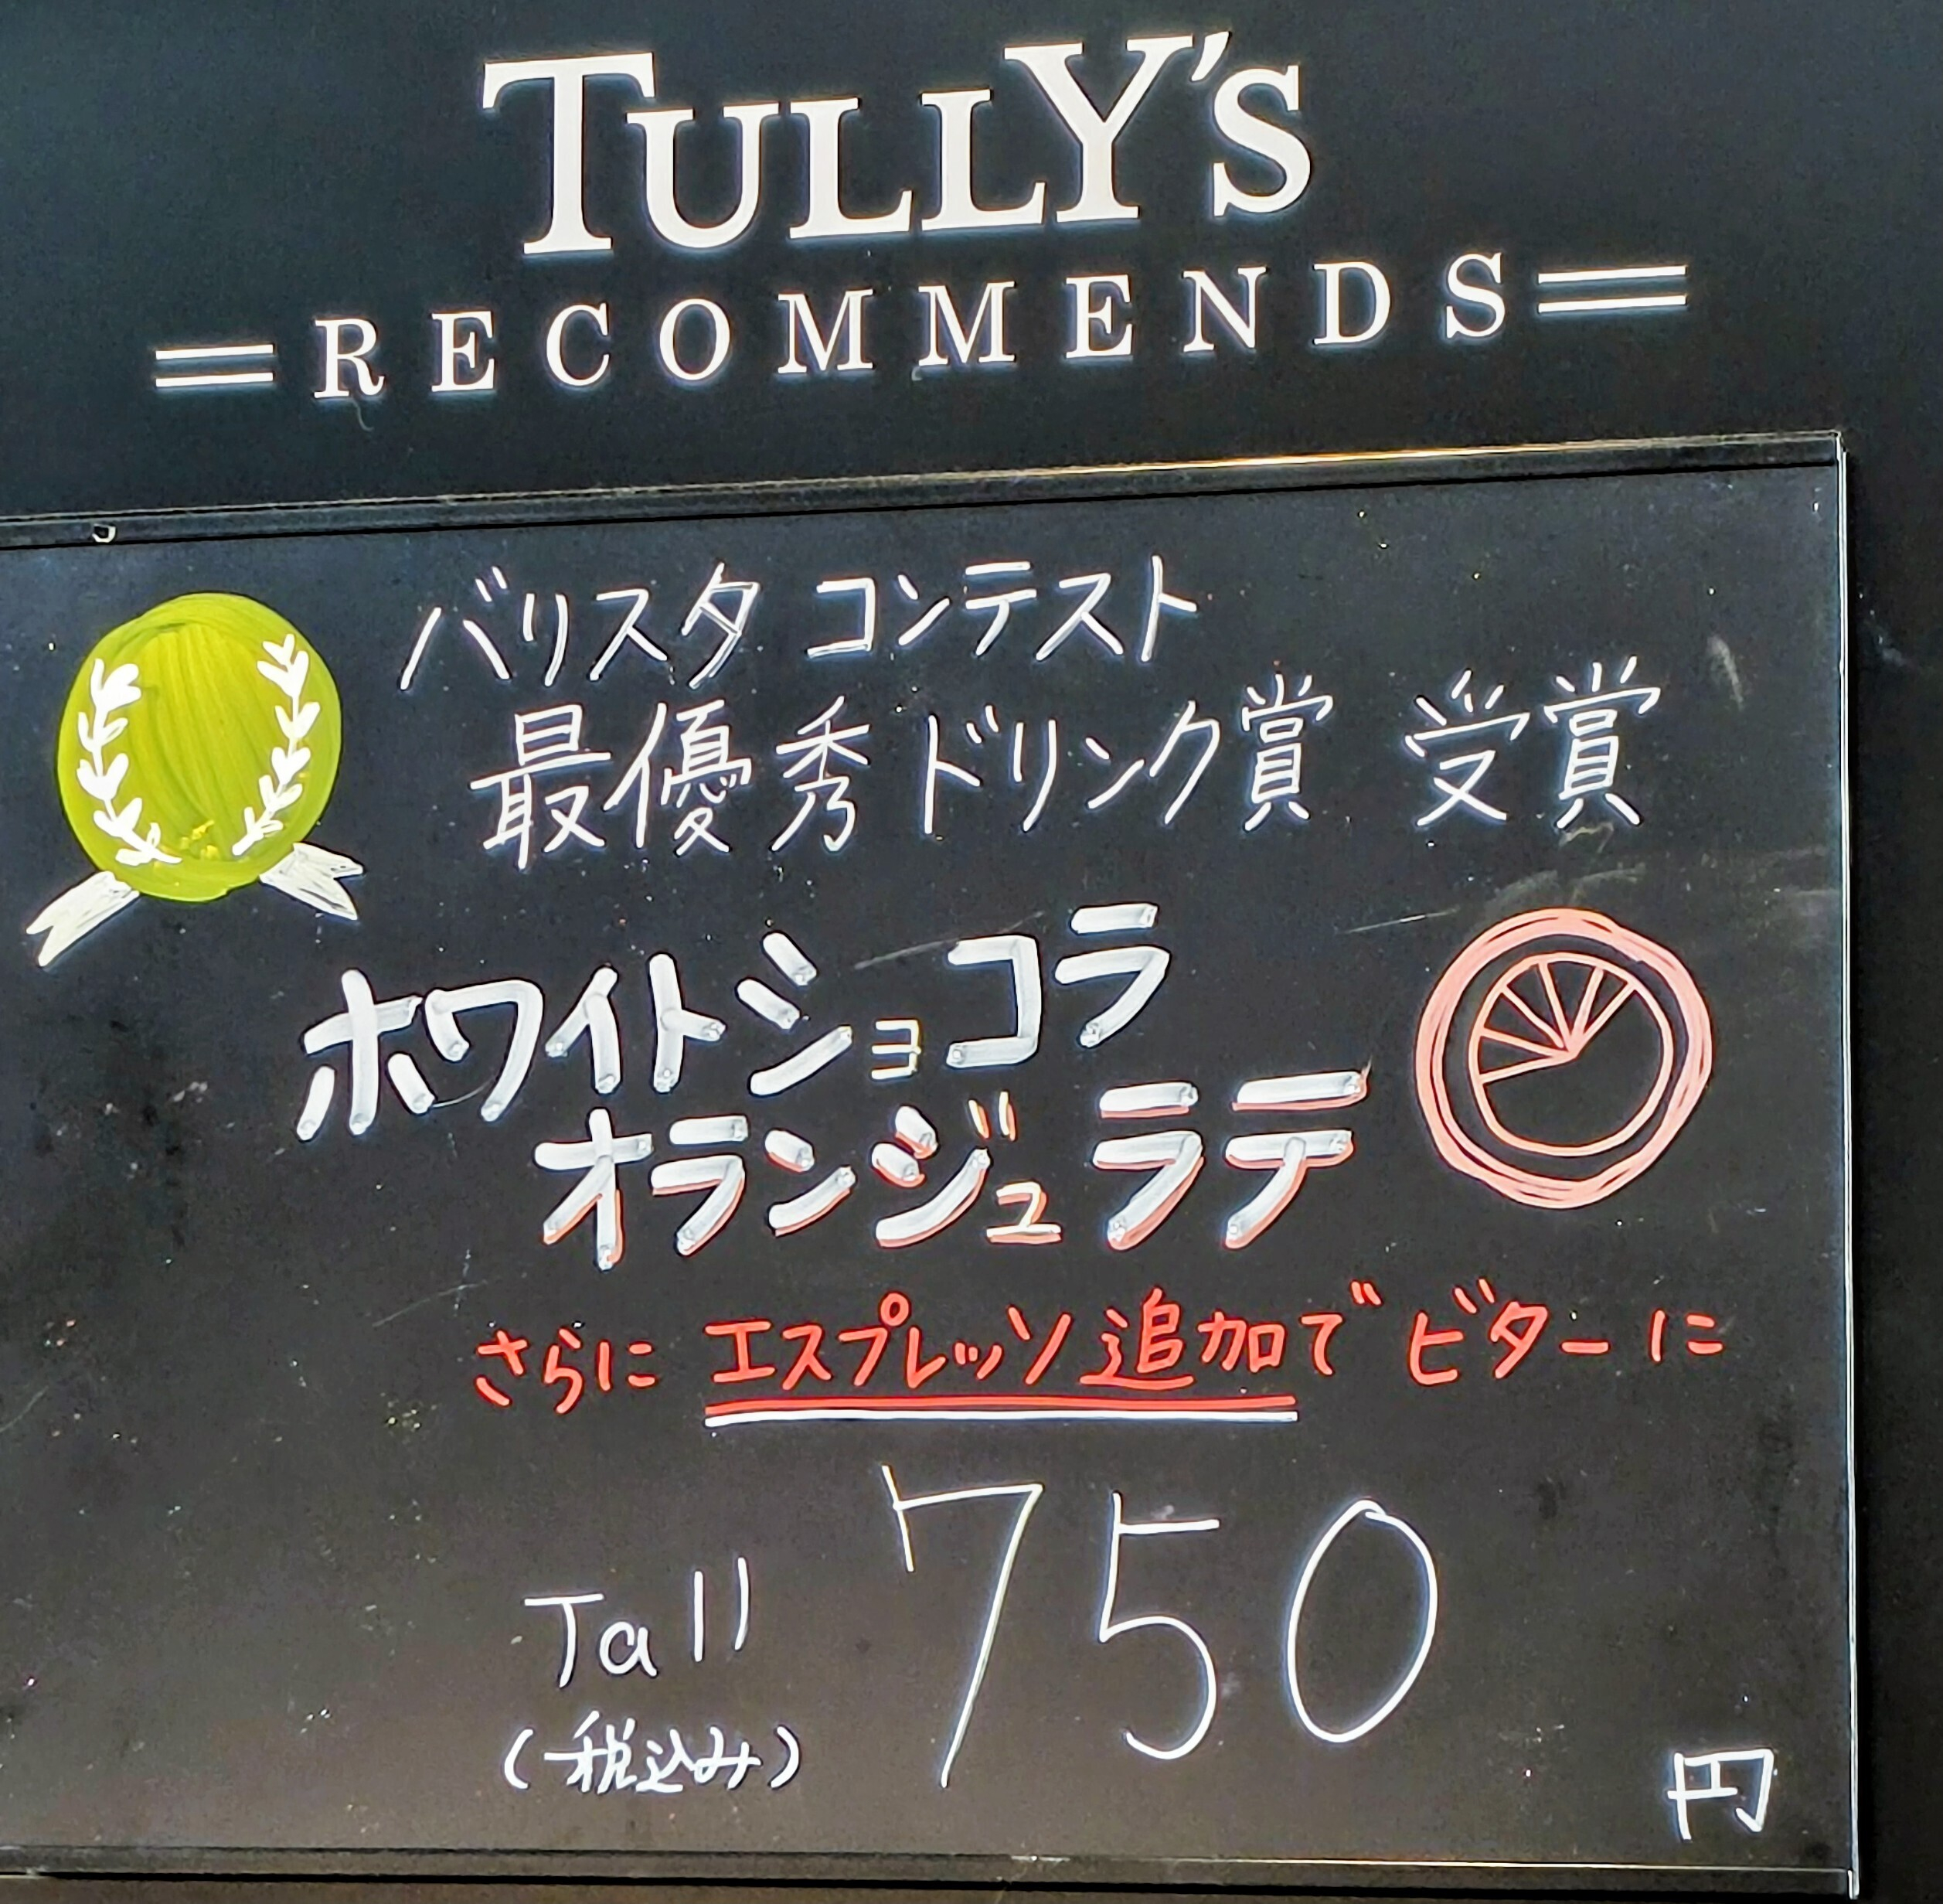 TULLY'S
RECOMMENDS
バリスタ コンテスト
最優秀ドリンク賞 受賞
ホワイトショコラ
オランジュラテ
さらに エスプレッソ追加で ビターに
Tall 750
(税込み)
円